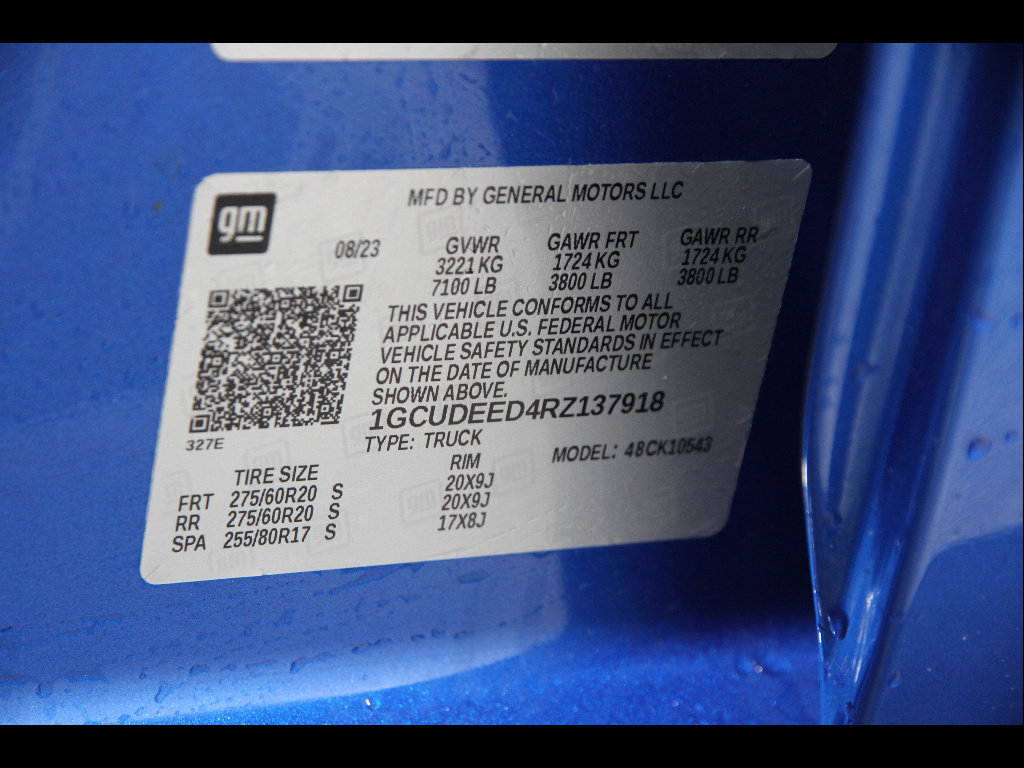 gm
MFD BY GENERAL MOTORS LLC
08/23 GVWR GAWR FRT GAWR RR
3221 KG 1724 KG 1724 KG
7100 LB 3800 LB 3800 LB
THIS VEHICLE CONFORMS TO ALL
APPLICABLE U.S. FEDERAL MOTOR
VEHICLE SAFETY STANDARDS IN EFFECT
ON THE DATE OF MANUFACTURE
SHOWN ABOVE.
1GCUDEED4RZ137918
327E
TYPE: TRUCK MODEL: 48CK10543
TIRE SIZE RIM
FRT 275/60R20 S 20X9J
RR 275/60R20 S 20X9J
SPA 255/80R17 S 17X8J